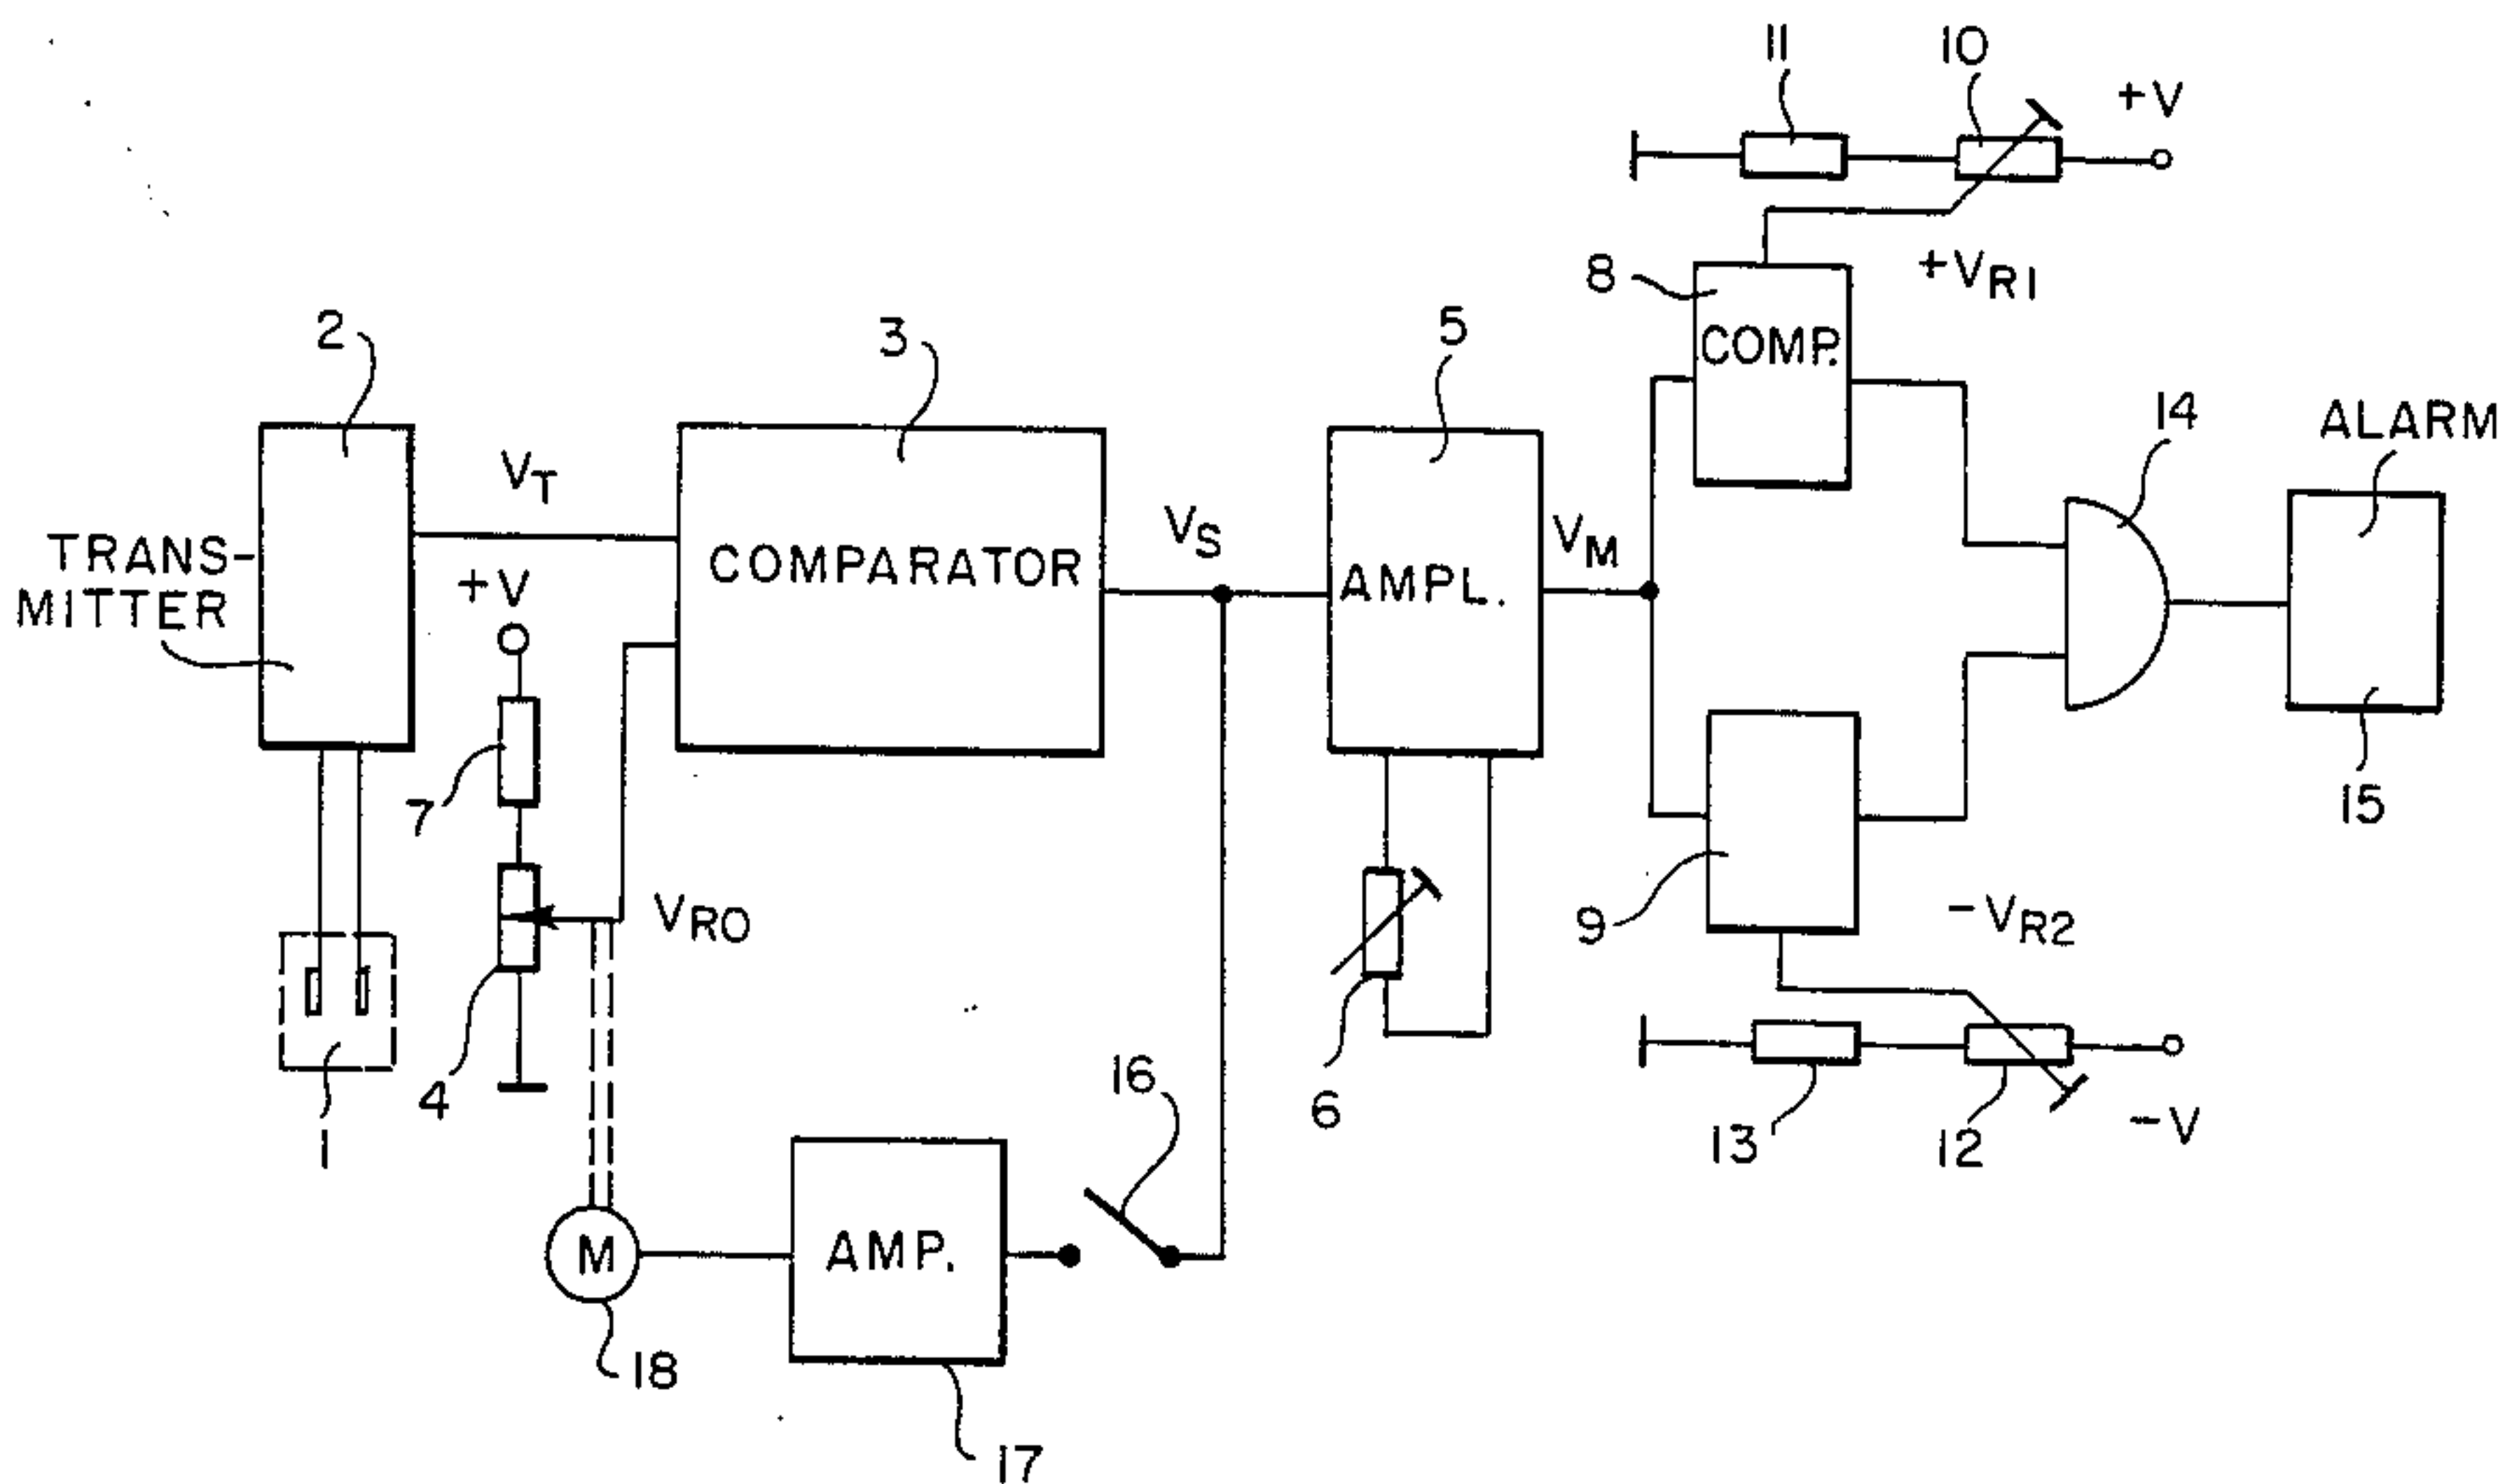 11
10
+V
8
+VR1
2
3
5
COMP.
14
ALARM
VT
VS
VM
TRANS-
MITTER
+V
COMPARATOR
AMPL.
7
15
9
-VR2
VRO
4
16
6
13
12
-V
1
M
AMP.
18
17